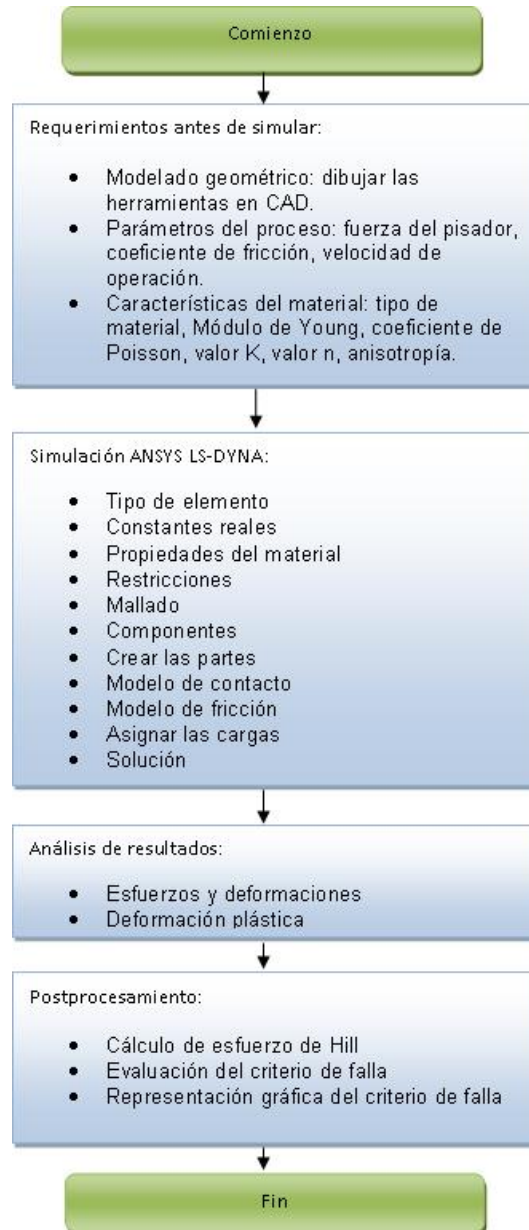 Comienzo
Requerimientos antes de simular:
• Modelado geométrico: dibujar las
herramientas en CAD.
• Parámetros del proceso: fuerza del pisador,
coeficiente de fricción, velocidad de
operación.
• Características del material: tipo de
material, Módulo de Young, coeficiente de
Poisson, valor K, valor n, anisotropía.
Simulación ANSYS LS-DYNA:
• Tipo de elemento
• Constantes reales
• Propiedades del material
• Restricciones
• Mallado
• Componentes
• Crear las partes
• Modelo de contacto
• Modelo de fricción
• Asignar las cargas
• Solución
Análisis de resultados:
• Esfuerzos y deformaciones
• Deformación plástica
Postprocesamiento:
• Cálculo de esfuerzo de Hill
• Evaluación del criterio de falla
• Representación gráfica del criterio de falla
Fin